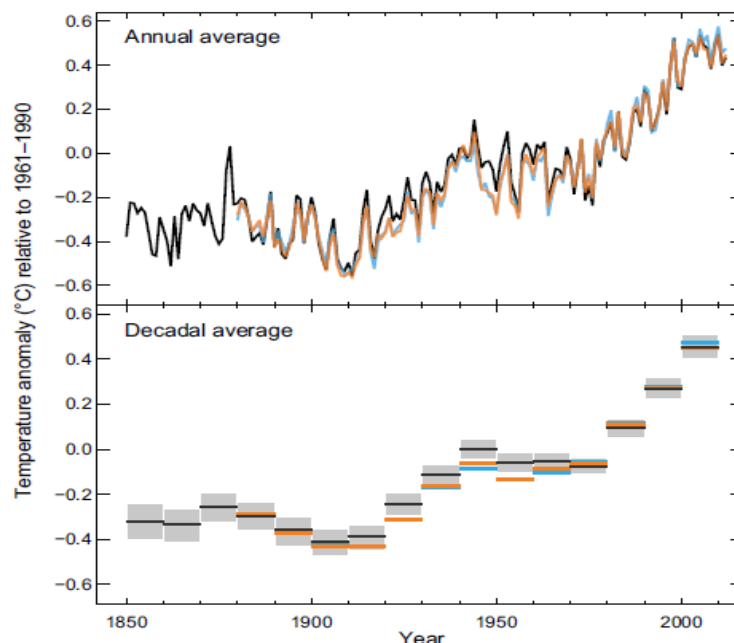 Temperature anomaly (°C) relative to 1961–1990
Annual average
0.6
0.4
0.2
0.0
−0.2
−0.4
−0.6
Decadal average
0.6
0.4
0.2
0.0
−0.2
−0.4
−0.6
1850 1900 1950 2000
Year